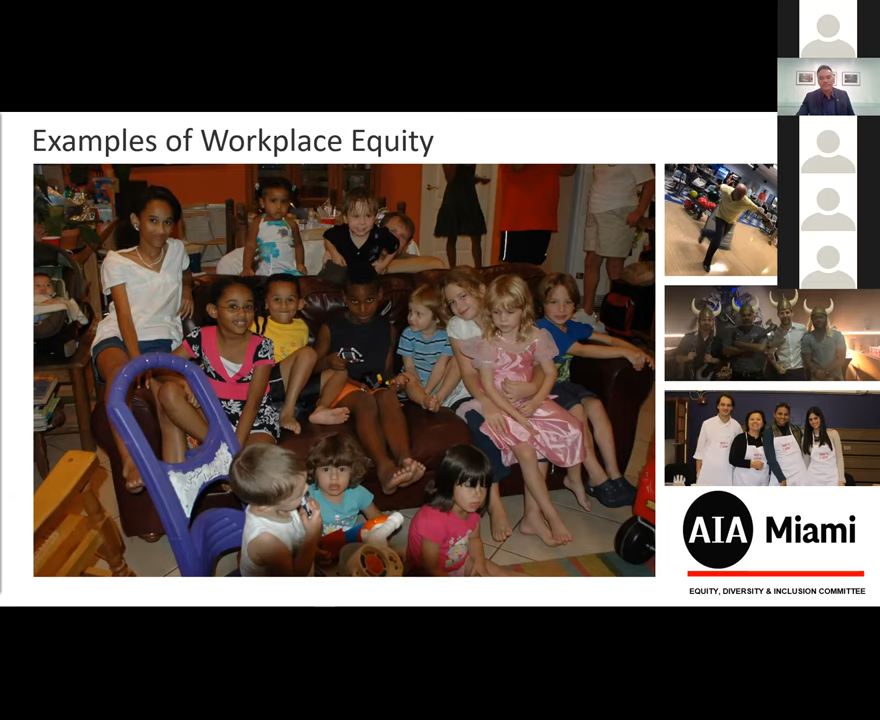 Examples of Workplace Equity
AIA Miami
EQUITY, DIVERSITY & INCLUSION COMMITTEE